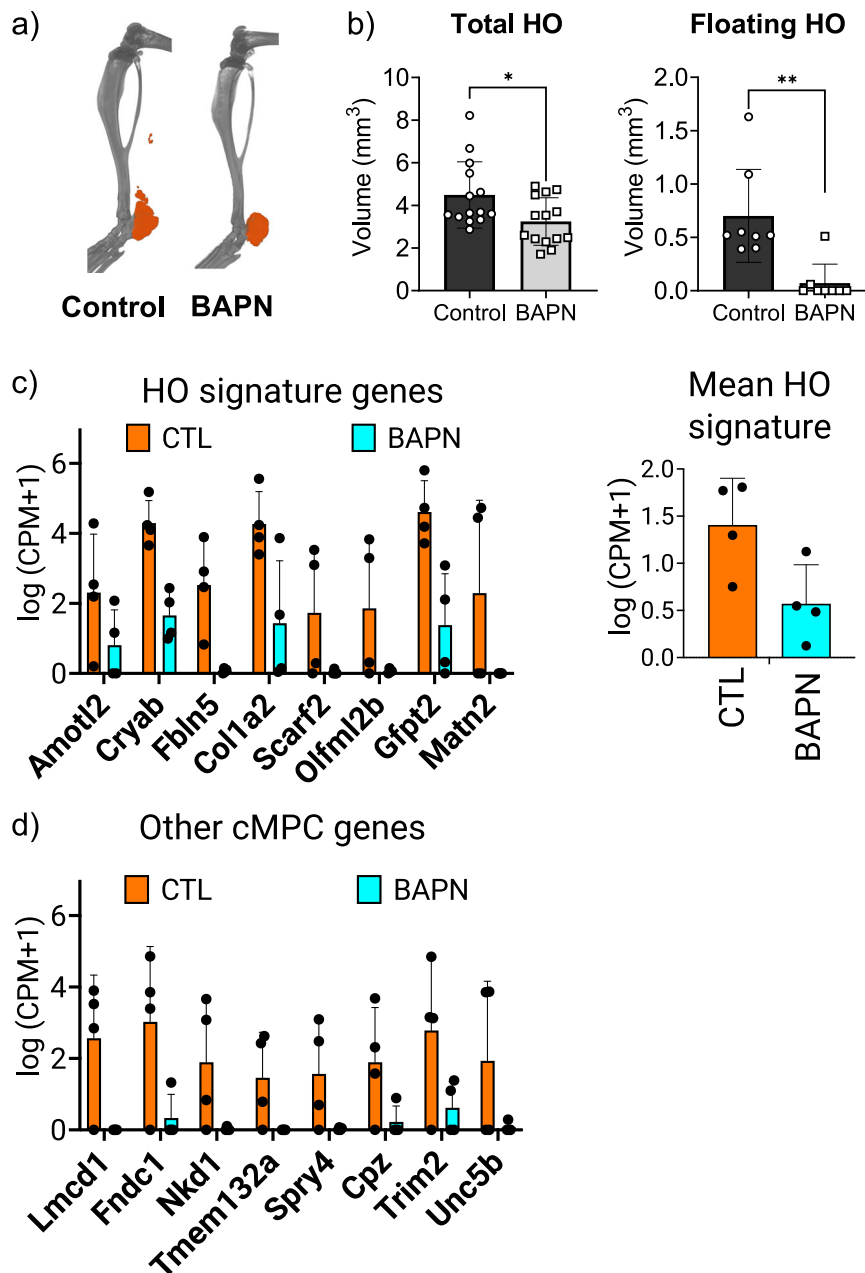 a)
Control BAPN
b)
Total HO
*
Volume (mm³)
10
8
6
4
2
0
Control BAPN
Floating HO
**
Volume (mm³)
2.0
1.5
1.0
0.5
0.0
Control BAPN
c)
HO signature genes
CTL BAPN
log (CPM+1)
6
4
2
0
Amotl2 Cryab Fbln5 Col1a2 Scarf2 Olfml2b Gfpt2 Matn2
Mean HO
signature
log (CPM+1)
2.0
1.5
1.0
0.5
0.0
CTL BAPN
d)
Other cMPC genes
CTL BAPN
log (CPM+1)
6
4
2
0
Lmcd1 Fndc1 Nkd1 Tmem132a Spry4 Cpz Trim2 Unc5b